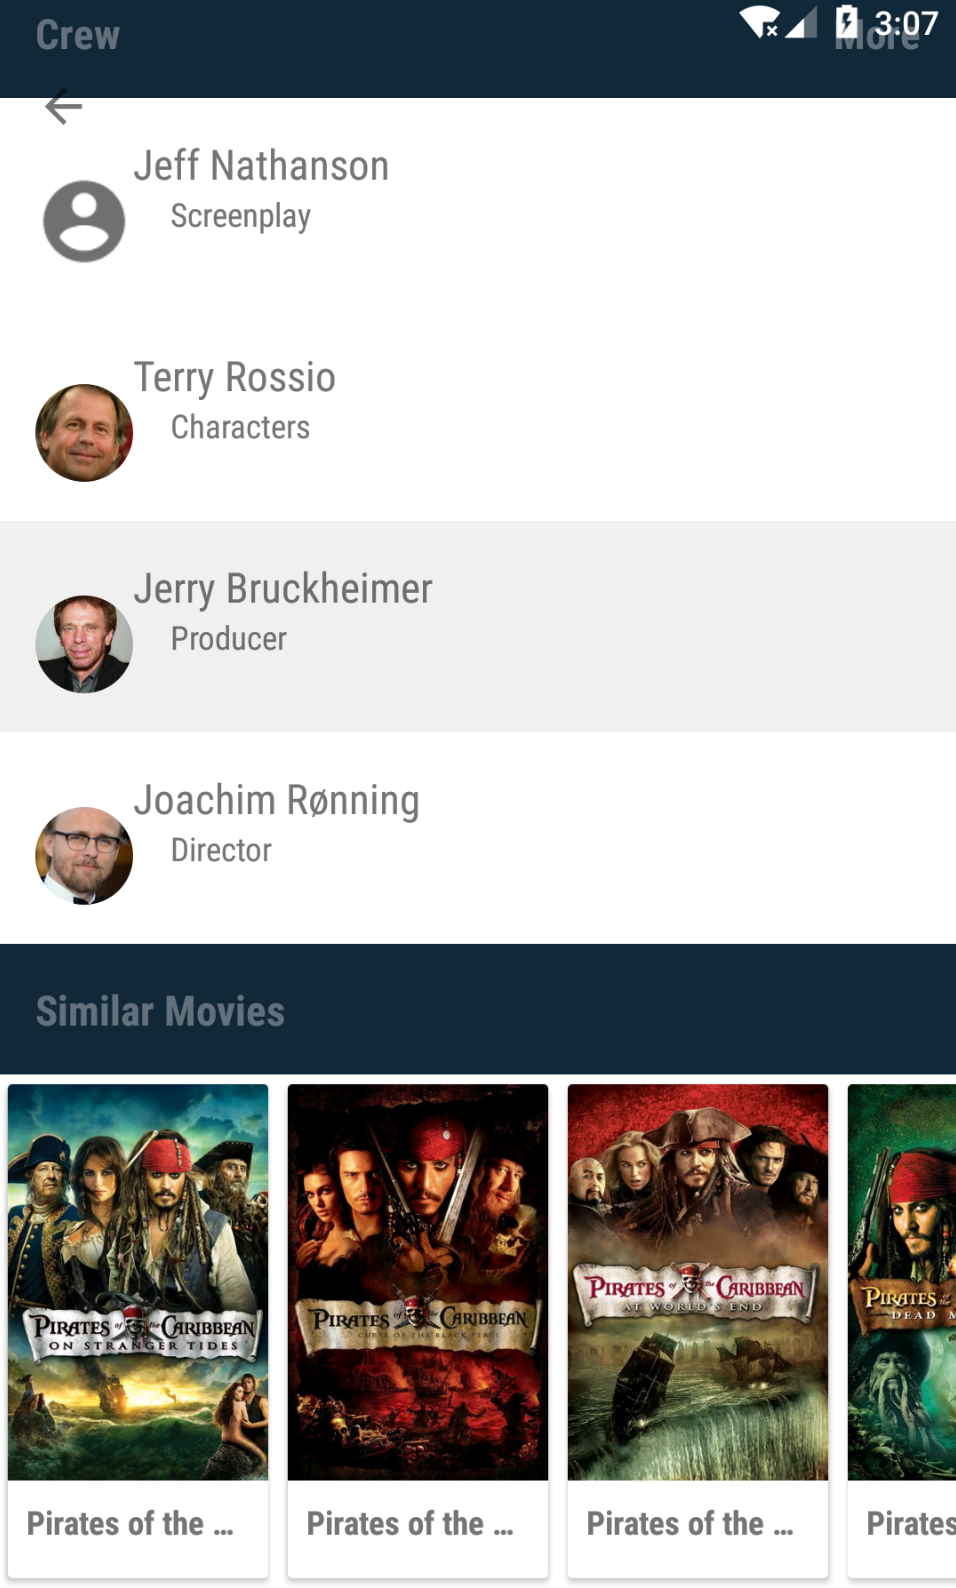 Crew
More
3:07
Jeff Nathanson
Screenplay
Terry Rossio
Characters
Jerry Bruckheimer
Producer
Joachim Rønning
Director
Similar Movies
PIRATES of the CARIBBEAN
ON STRANGER TIDES
PIRATES of the CARIBBEAN
CURSE OF THE BLACK PEARL
PIRATES of the CARIBBEAN
AT WORLD'S END
PIRATES of the
DEAD M
Pirates of the ...
Pirates of the ...
Pirates of the ...
Pirates